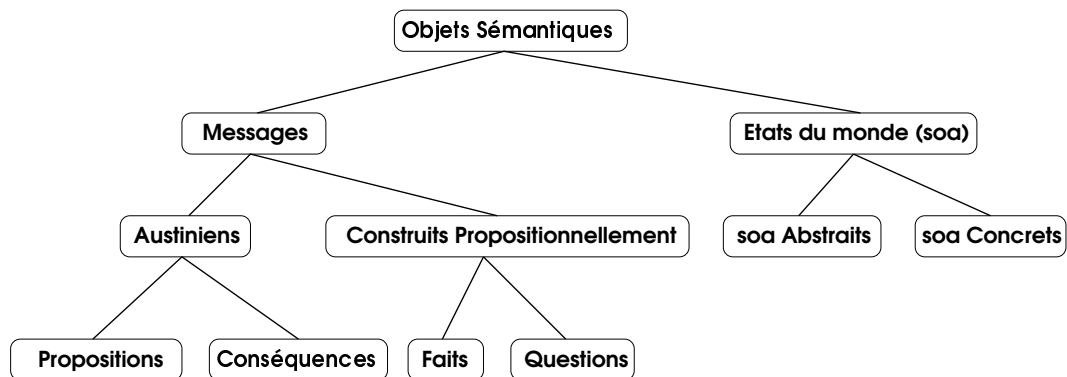 Objets Sémantiques
Messages
Etats du monde (soa)
Austiniens
Construits Propositionnellement
soa Abstraits
soa Concrets
Propositions
Conséquences
Faits
Questions